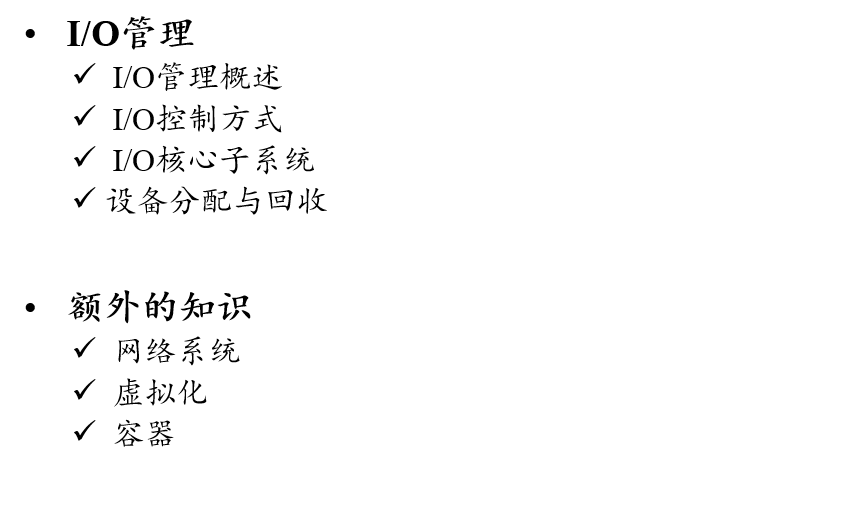 • I/O管理
✓ I/O管理概述
✓ I/O控制方式
✓ I/O核心子系统
✓ 设备分配与回收
• 额外的知识
✓ 网络系统
✓ 虚拟化
✓ 容器